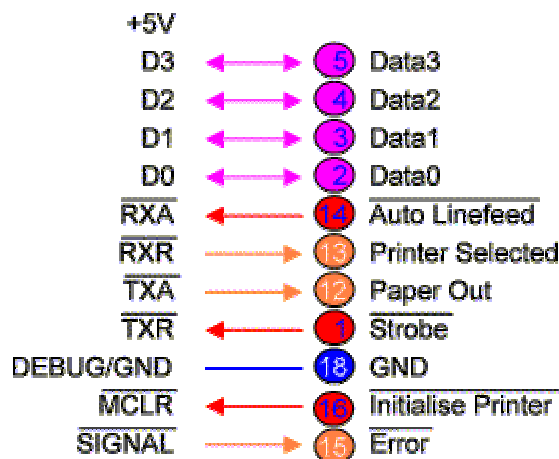 +5V
D3 5 Data3
D2 4 Data2
D1 3 Data1
D0 2 Data0
RXA 14 Auto Linefeed
RXR 13 Printer Selected
TXA 12 Paper Out
TXR 1 Strobe
DEBUG/GND 18 GND
MCLR 16 Initialise Printer
SIGNAL 15 Error